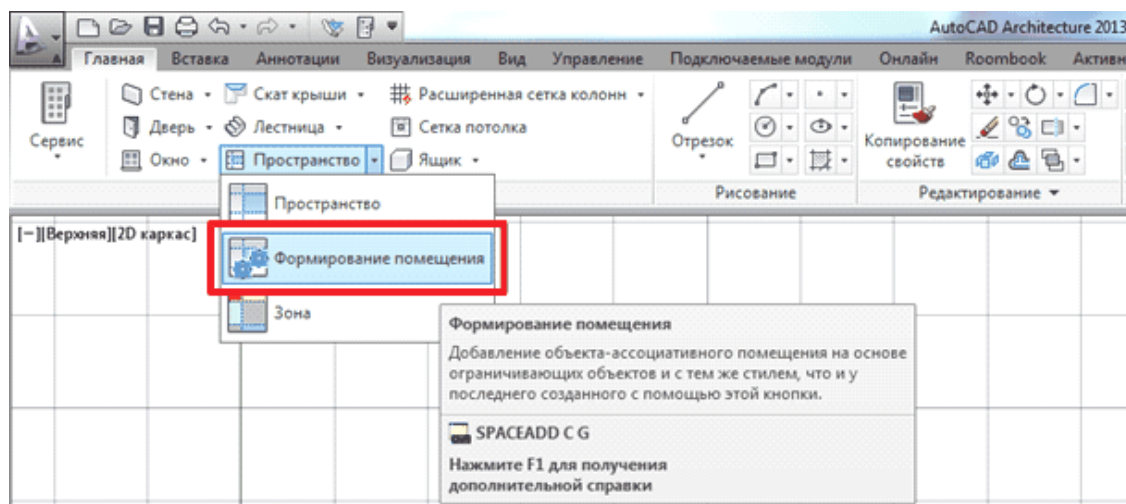 AutoCAD Architecture 2013
Главная Вставка Аннотации Визуализация Вид Управление Подключаемые модули Онлайн Roombook Активн
Стена Скат крыши Расширенная сетка колонн
Дверь Лестница Сетка потолка
Сервис Отрезок Копирование
свойств
Окно Пространство Ящик
Рисование Редактирование
Пространство
[−][Верхняя][2D каркас]
Формирование помещения
Зона
Формирование помещения
Добавление объекта-ассоциативного помещения на основе
ограничивающих объектов и с тем же стилем, что и у
последнего созданного с помощью этой кнопки.
SPACEADD C G
Нажмите F1 для получения
дополнительной справки